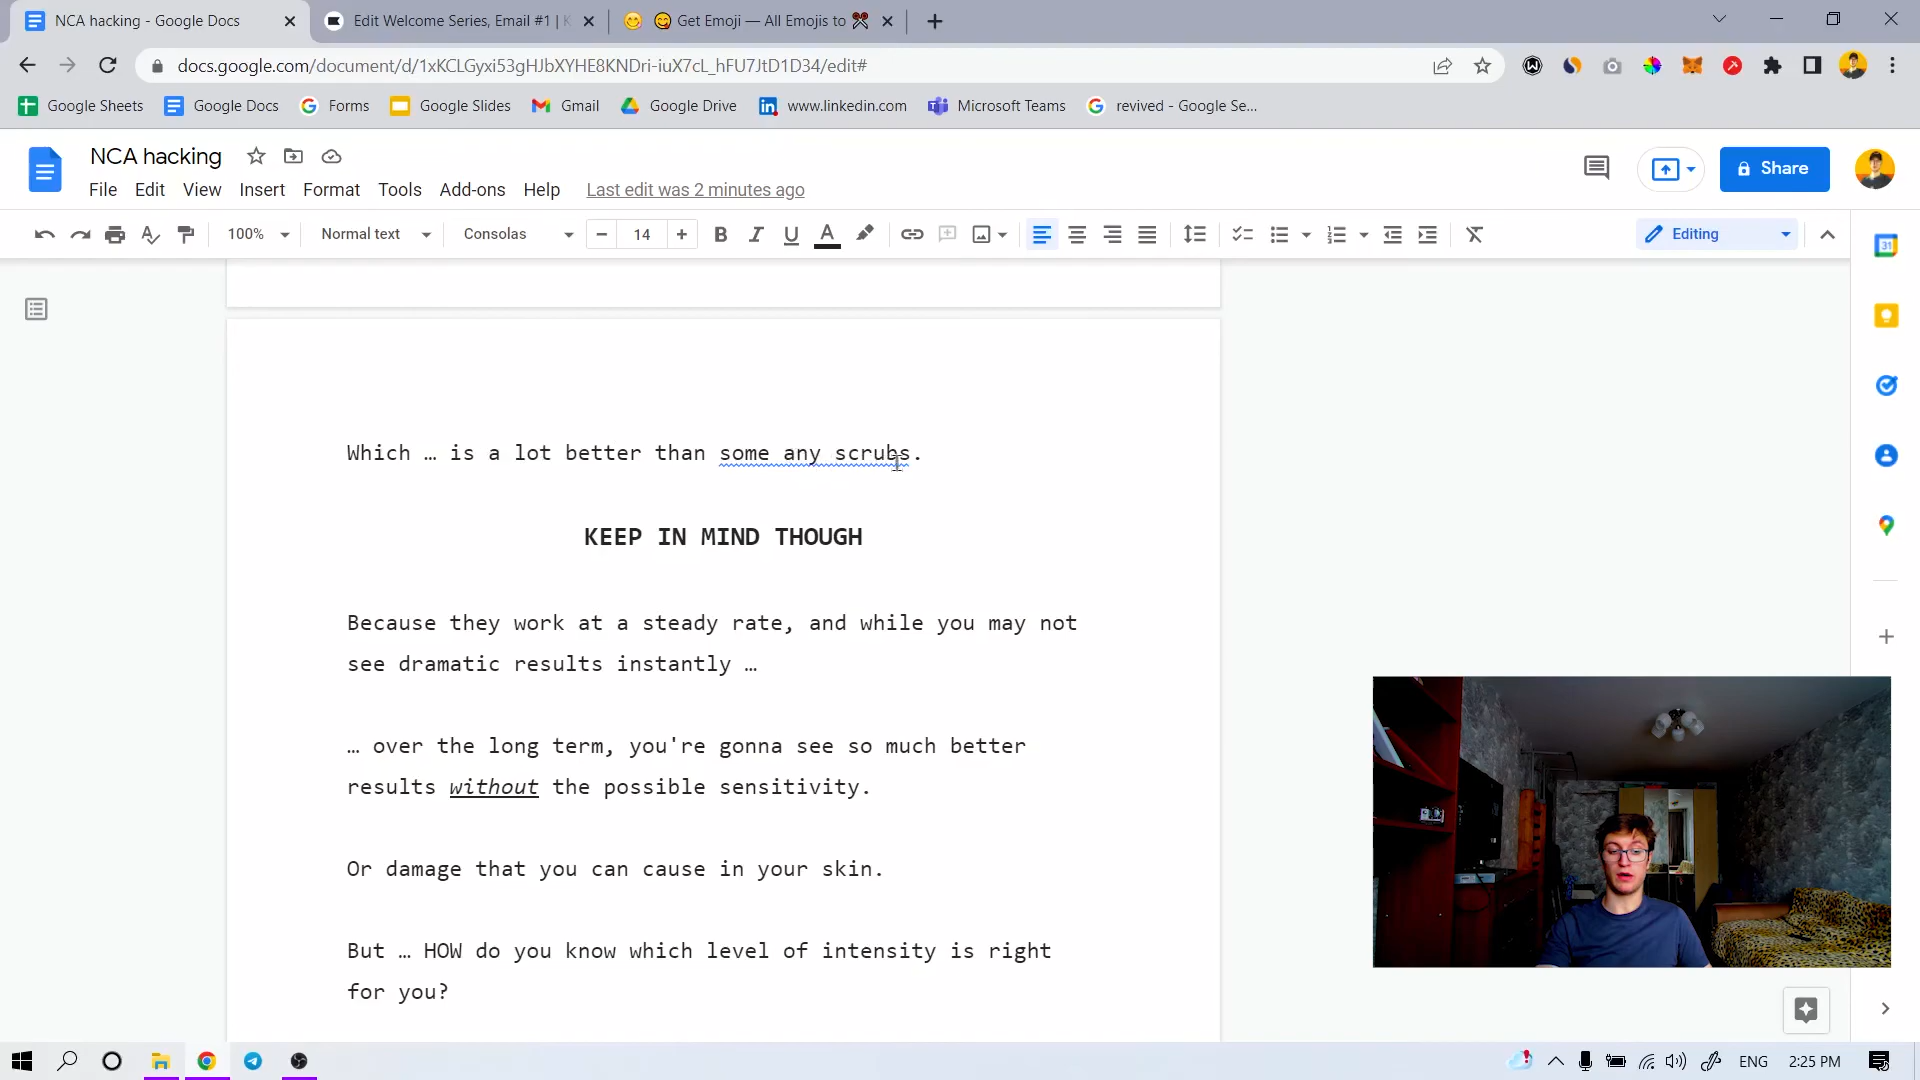 NCA hacking - Google Docs
Edit Welcome Series, Email #1 | K
Get Emoji — All Emojis to
docs.google.com/document/d/1xKCLGyxi53gHJbXYHE8KNDri-iuX7cL_hFU7JtD1D34/edit#
Google Sheets Google Docs Forms Google Slides Gmail Google Drive www.linkedin.com Microsoft Teams revived - Google Se...
NCA hacking
Share
File Edit View Insert Format Tools Add-ons Help Last edit was 2 minutes ago
100% Normal text Consolas 14 Editing
Which … is a lot better than some any scrubs.
KEEP IN MIND THOUGH
Because they work at a steady rate, and while you may not
see dramatic results instantly …
… over the long term, you're gonna see so much better
results without the possible sensitivity.
Or damage that you can cause in your skin.
But … HOW do you know which level of intensity is right
for you?
ENG 2:25 PM